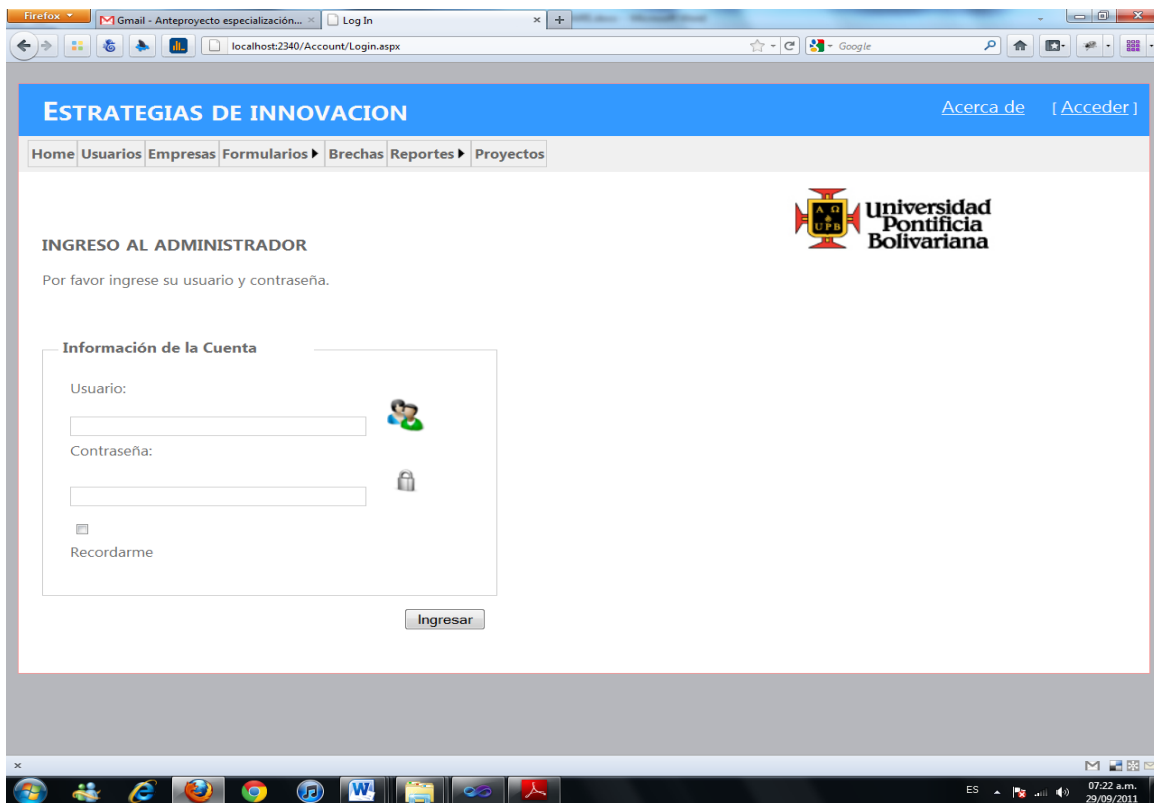 Firefox
Gmail - Anteproyecto especialización...
Log In
localhost:2340/Account/Login.aspx
Google
ESTRATEGIAS DE INNOVACION
Acerca de [ Acceder ]
Home Usuarios Empresas Formularios Brechas Reportes Proyectos
Universidad
Pontificia
Bolivariana
Α Ω
UPB
INGRESO AL ADMINISTRADOR
Por favor ingrese su usuario y contraseña.
Información de la Cuenta
Usuario:
Contraseña:
Recordarme
Ingresar
ES
07:22 a.m.
29/09/2011